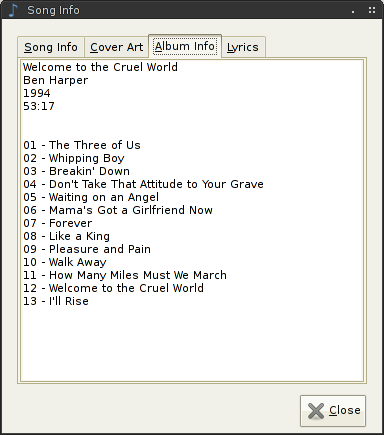 Song Info
Song Info
Cover Art
Album Info
Lyrics
Welcome to the Cruel World
Ben Harper
1994
53:17
01 - The Three of Us
02 - Whipping Boy
03 - Breakin' Down
04 - Don't Take That Attitude to Your Grave
05 - Waiting on an Angel
06 - Mama's Got a Girlfriend Now
07 - Forever
08 - Like a King
09 - Pleasure and Pain
10 - Walk Away
11 - How Many Miles Must We March
12 - Welcome to the Cruel World
13 - I'll Rise
Close